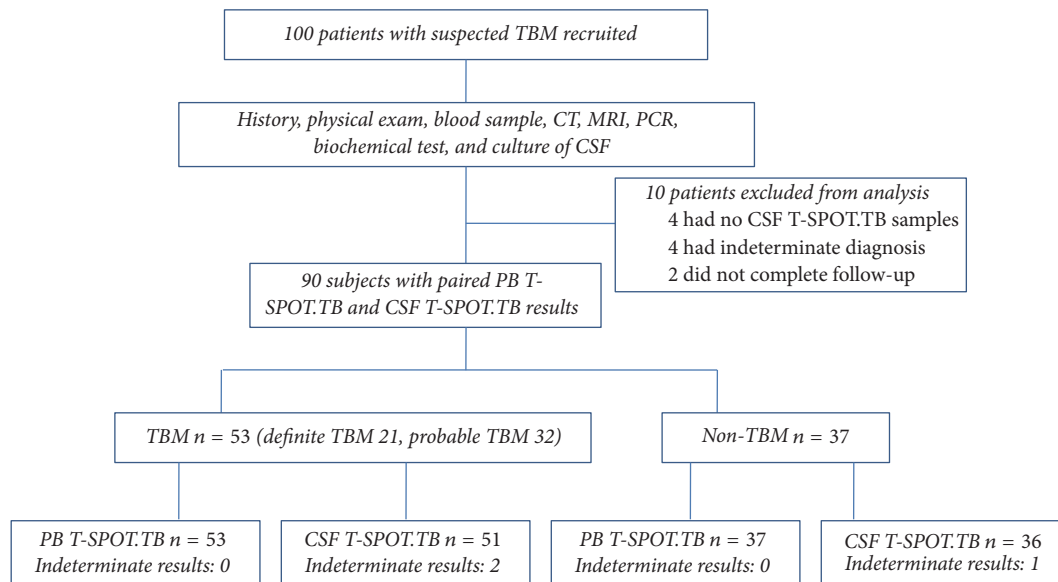 100 patients with suspected TBM recruited
History, physical exam, blood sample, CT, MRI, PCR,
biochemical test, and culture of CSF
10 patients excluded from analysis
4 had no CSF T-SPOT.TB samples
4 had indeterminate diagnosis
2 did not complete follow-up
90 subjects with paired PB T-
SPOT.TB and CSF T-SPOT.TB results
TBM n = 53 (definite TBM 21, probable TBM 32)
Non-TBM n = 37
PB T-SPOT.TB n = 53
Indeterminate results: 0
CSF T-SPOT.TB n = 51
Indeterminate results: 2
PB T-SPOT.TB n = 37
Indeterminate results: 0
CSF T-SPOT.TB n = 36
Indeterminate results: 1